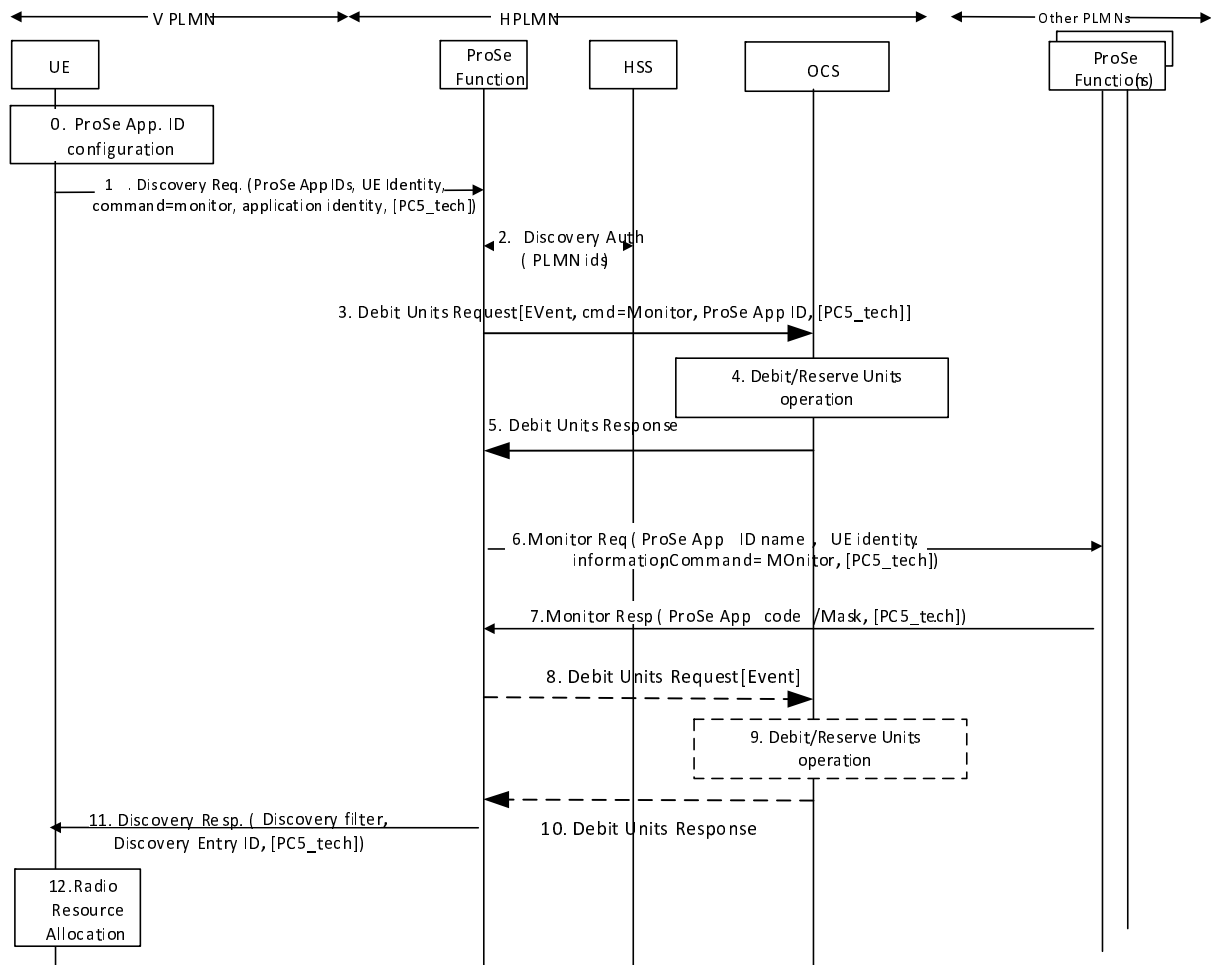 V PLMN
HPLMN
Other PLMNs
UE
ProSe
Function
HSS
OCS
ProSe
Function(s)
0. ProSe App. ID
configuration
1 . Discovery Req. (ProSe App IDs, UE Identity,
command=monitor, application identity, [PC5_tech])
2. Discovery Auth
( PLMN ids)
3. Debit Units Request[EVent, cmd=Monitor, ProSe App ID, [PC5_tech]]
4. Debit/Reserve Units
operation
5. Debit Units Response
6.Monitor Req ( ProSe App ID name , UE identity.
information,Command= MOnitor, [PC5_tech])
7.Monitor Resp ( ProSe App code /Mask, [PC5_tech])
8. Debit Units Request[Event]
9. Debit/Reserve Units
operation
10. Debit Units Response
11. Discovery Resp. ( Discovery filter,
Discovery Entry ID, [PC5_tech])
12.Radio
Resource
Allocation